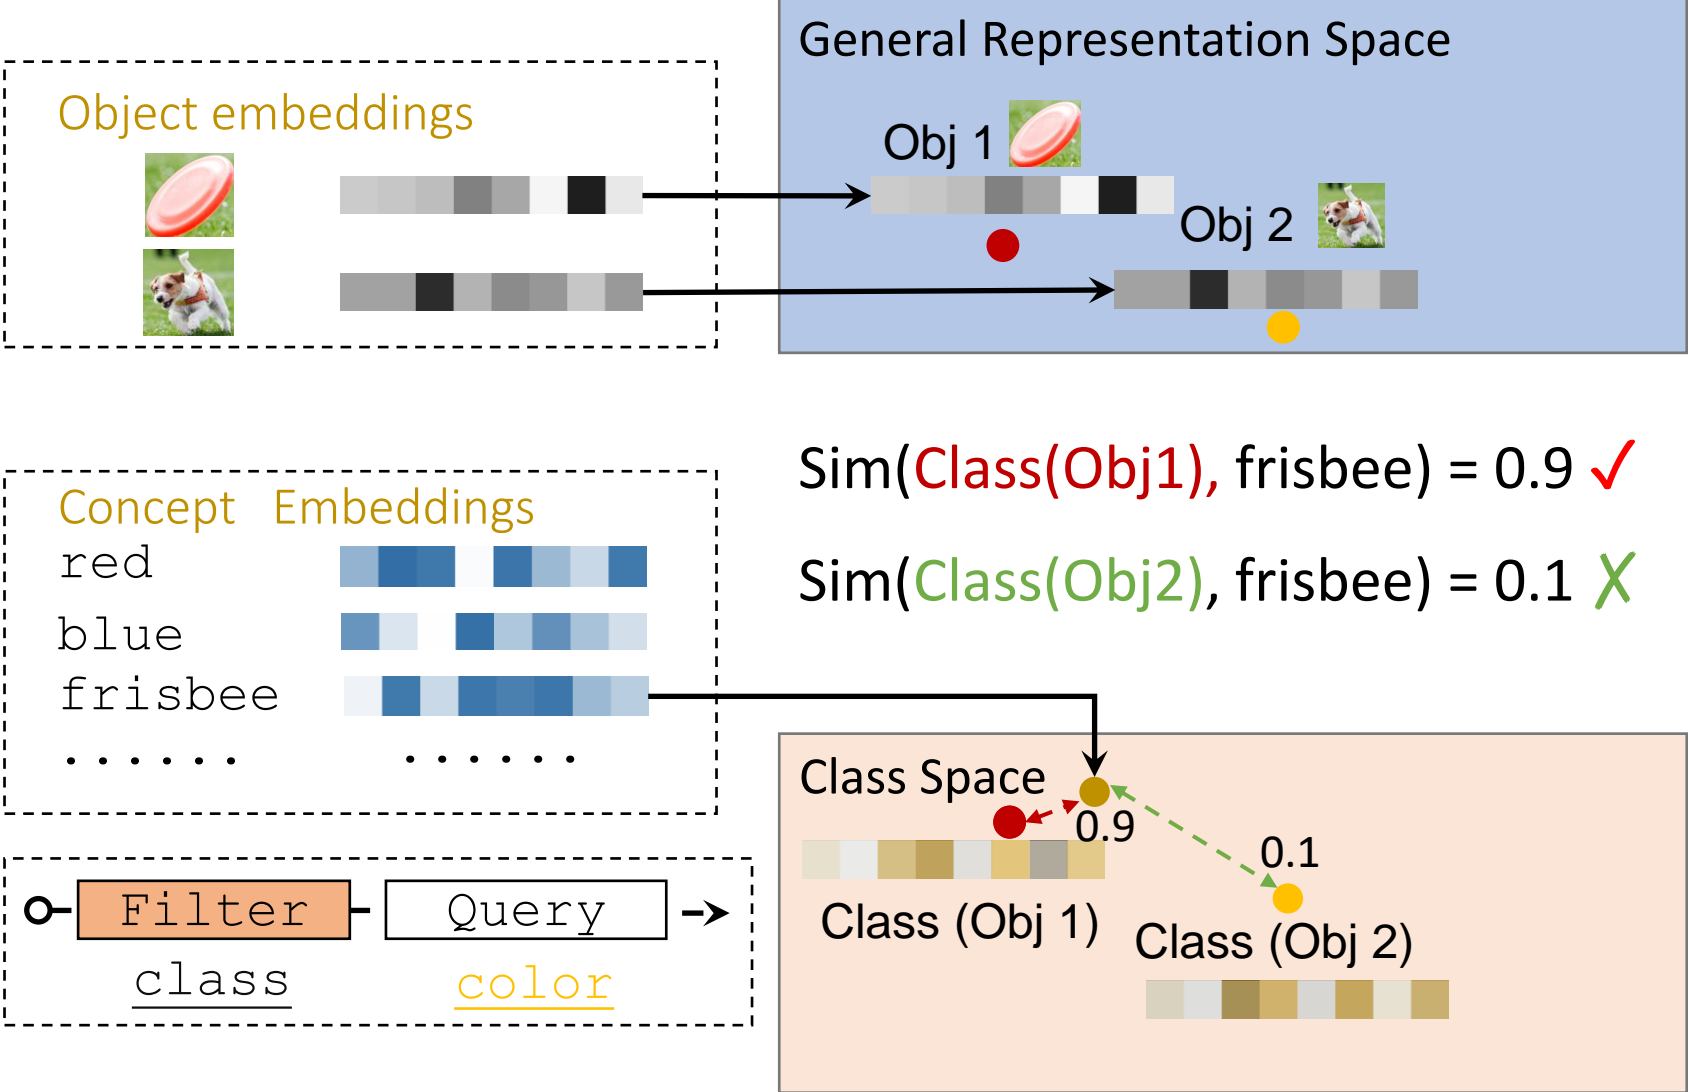 General Representation Space
Object embeddings
Obj 1
Obj 2
Sim(Class(Obj1), frisbee) = 0.9 ✓
Sim(Class(Obj2), frisbee) = 0.1 ✗
Concept Embeddings
red
blue
frisbee
...... ......
Class Space
0.9
0.1
Class (Obj 1)
Class (Obj 2)
Filter
Query
class
color